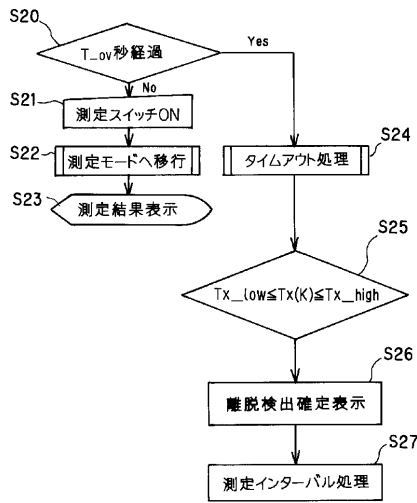 S20
T_ov秒経過
Yes
No
S21
測定スイッチON
S22
測定モードへ移行
S23
測定結果表示
S24
タイムアウト処理
S25
Tx_low≦Tx(K)≦Tx_high
S26
離脱検出確定表示
S27
測定インターバル処理